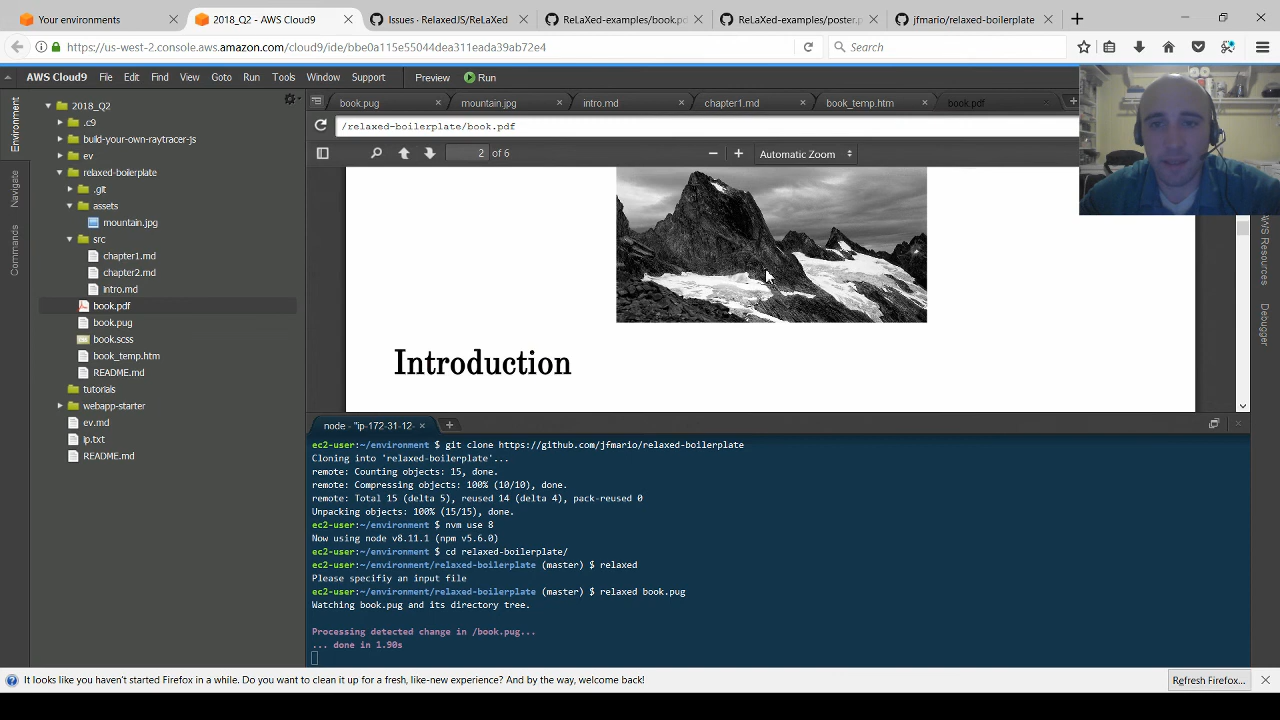 Your environments
2018_Q2 - AWS Cloud9
Issues · RelaxedJS/ReLaXed
ReLaXed-examples/book.pd
ReLaXed-examples/poster.p
jfmario/relaxed-boilerplate
https://us-west-2.console.aws.amazon.com/cloud9/ide/bbe0a115e55044dea311eada39ab72e4
Search
AWS Cloud9
File
Edit
Find
View
Goto
Run
Tools
Window
Support
Preview
Run
Environment
Navigate
Commands
2018_Q2
.c9
build-your-own-raytracer-js
ev
relaxed-boilerplate
.git
assets
mountain.jpg
src
chapter1.md
chapter2.md
intro.md
book.pdf
book.pug
book.scss
book_temp.htm
README.md
tutorials
webapp-starter
ev.md
ip.txt
README.md
book.pug
mountain.jpg
intro.md
chapter1.md
book_temp.htm
book.pdf
/relaxed-boilerplate/book.pdf
2 of 6
Automatic Zoom
Introduction
AWS Resources
Outline
Debugger
node - "ip-172-31-12-
ec2-user:~/environment $ git clone https://github.com/jfmario/relaxed-boilerplate
Cloning into 'relaxed-boilerplate'...
remote: Counting objects: 15, done.
remote: Compressing objects: 100% (10/10), done.
remote: Total 15 (delta 5), reused 14 (delta 4), pack-reused 0
Unpacking objects: 100% (15/15), done.
ec2-user:~/environment $ nvm use 8
Now using node v8.11.1 (npm v5.6.0)
ec2-user:~/environment $ cd relaxed-boilerplate/
ec2-user:~/environment/relaxed-boilerplate (master) $ relaxed
Please specifiy an input file
ec2-user:~/environment/relaxed-boilerplate (master) $ relaxed book.pug
Watching book.pug and its directory tree.
Processing detected change in /book.pug...
... done in 1.90s
It looks like you haven't started Firefox in a while. Do you want to clean it up for a fresh, like-new experience? And by the way, welcome back!
Refresh Firefox...